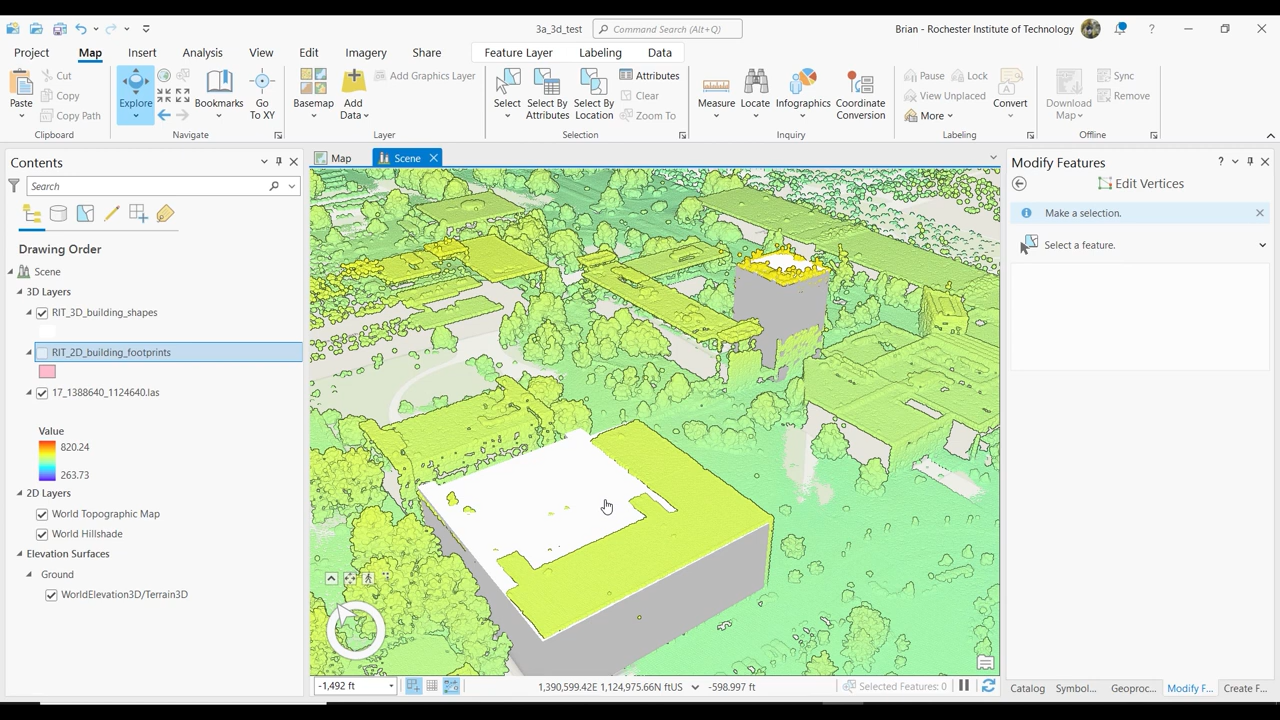 3a_3d_test
Command Search (Alt+Q)
Brian - Rochester Institute of Technology
?
Project
Map
Insert
Analysis
View
Edit
Imagery
Share
Feature Layer
Labeling
Data
Paste
Cut
Copy
Copy Path
Clipboard
Explore
Bookmarks
Go To XY
Navigate
Basemap
Add Data
Add Graphics Layer
Layer
Select
Select By Attributes
Select By Location
Attributes
Clear
Zoom To
Selection
Measure
Locate
Infographics
Coordinate Conversion
Inquiry
Pause
Lock
View Unplaced
More
Convert
Labeling
Download Map
Sync
Remove
Offline
Contents
Search
Drawing Order
Scene
3D Layers
RIT_3D_building_shapes
RIT_2D_building_footprints
17_1388640_1124640.las
Value
820.24
263.73
2D Layers
World Topographic Map
World Hillshade
Elevation Surfaces
Ground
WorldElevation3D/Terrain3D
Map
Scene
-1,492 ft
1,390,599.42E 1,124,975.66N ftUS
-598.997 ft
Selected Features: 0
Modify Features
?
Edit Vertices
Make a selection.
Select a feature.
Catalog
Symbol...
Geoproc...
Modify F...
Create F...